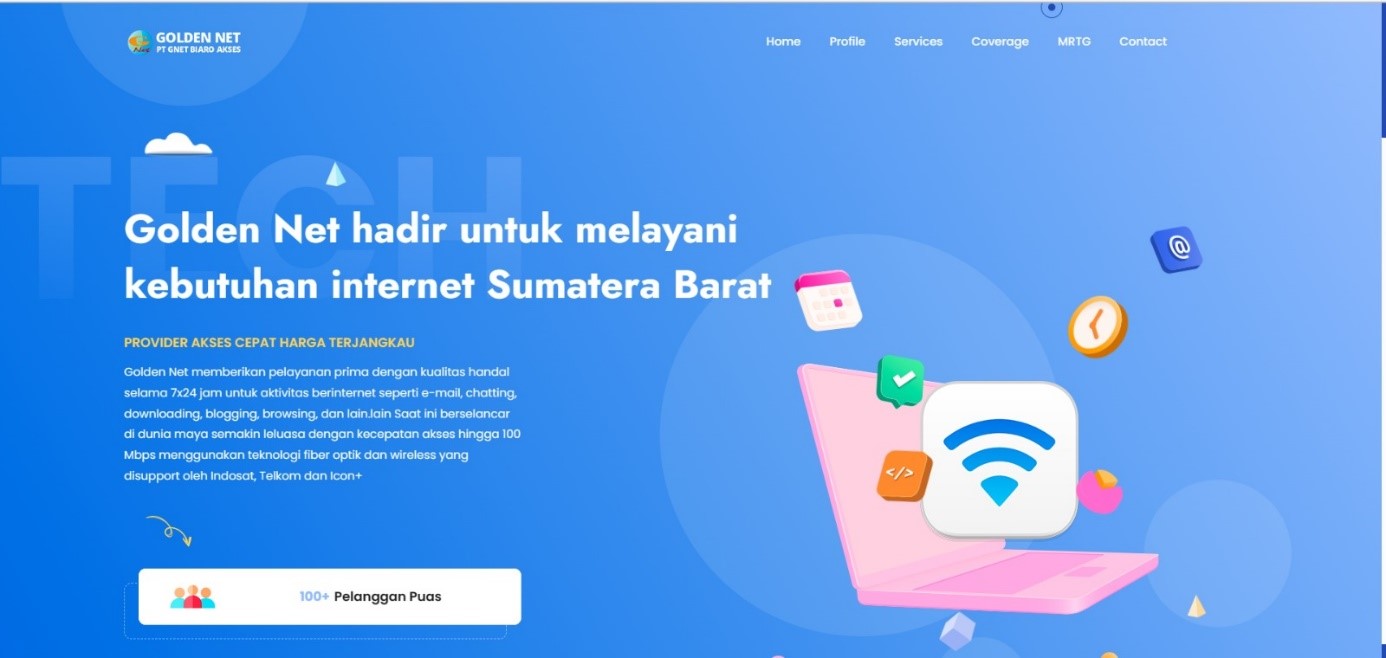 GOLDEN NET
PT GNET BIARO AKSES
Home Profile Services Coverage MRTG Contact
TECH
Golden Net hadir untuk melayani
kebutuhan internet Sumatera Barat
PROVIDER AKSES CEPAT HARGA TERJANGKAU
Golden Net memberikan pelayanan prima dengan kualitas handal
selama 7x24 jam untuk aktivitas berinternet seperti e-mail, chatting,
downloading, blogging, browsing, dan lain.lain Saat ini berselancar
di dunia maya semakin leluasa dengan kecepatan akses hingga 100
Mbps menggunakan teknologi fiber optik dan wireless yang
disupport oleh Indosat, Telkom dan Icon+
100+ Pelanggan Puas
@
</>